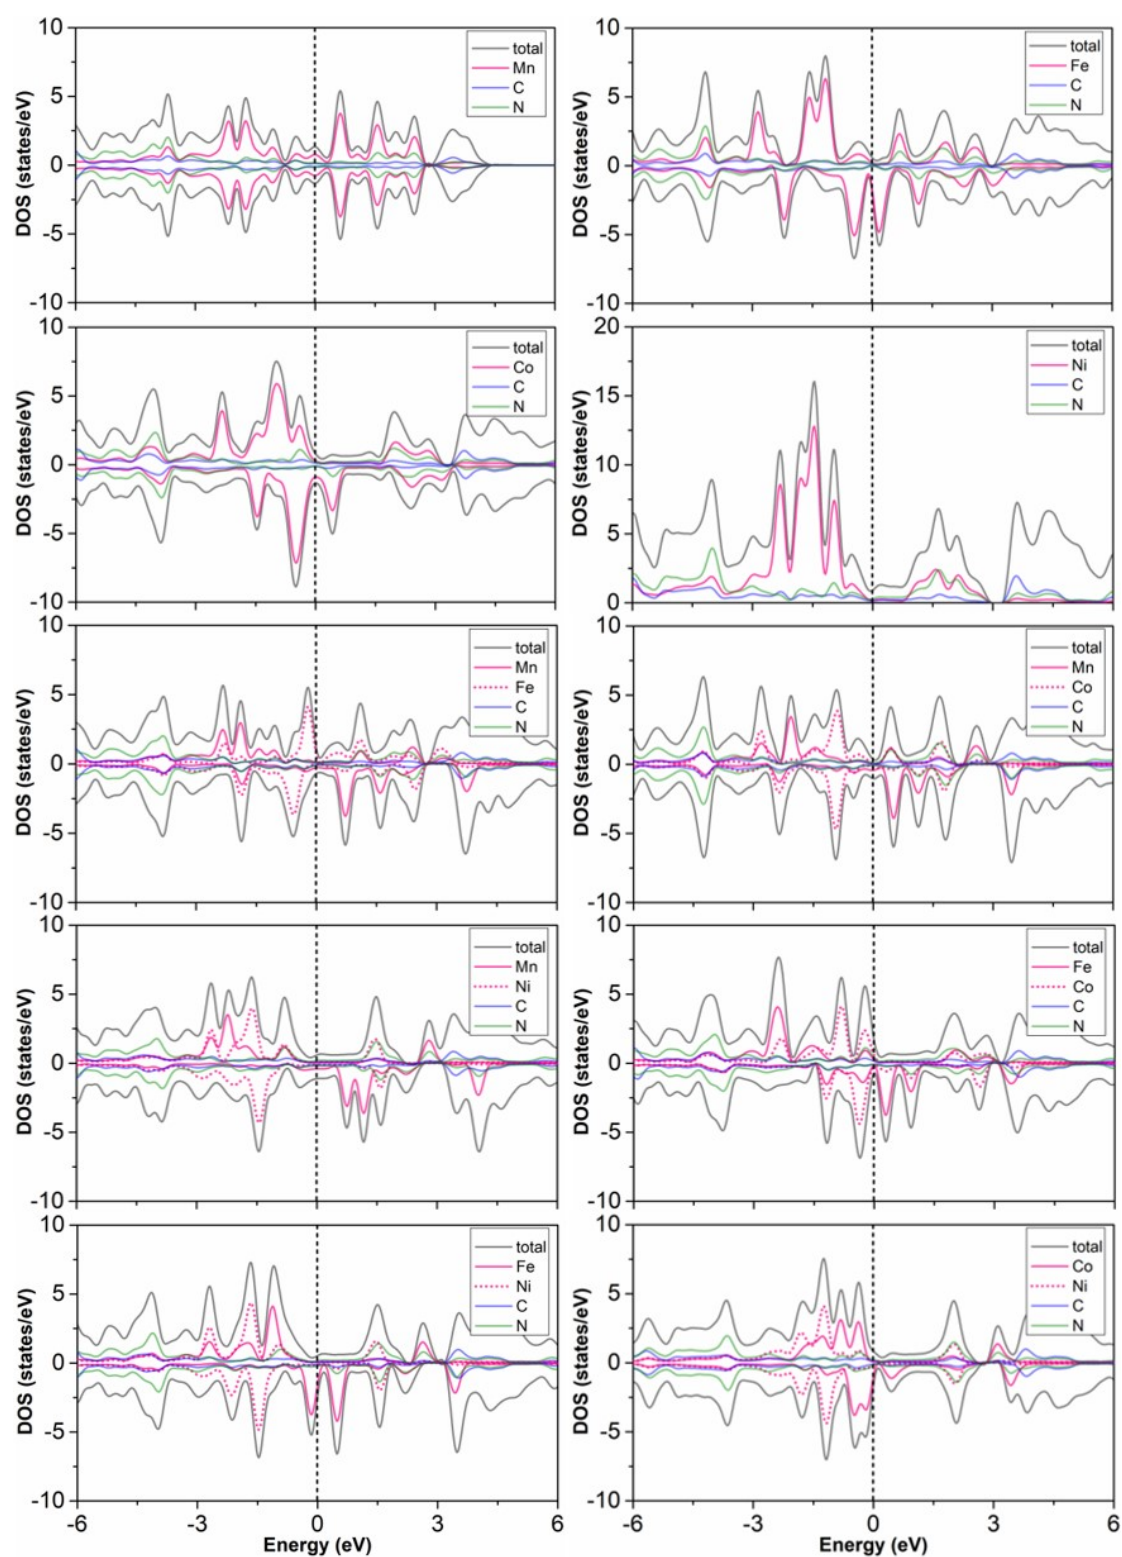 10
5
0
-5
-10
DOS (states/eV)
total
Mn
C
N
10
5
0
-5
-10
DOS (states/eV)
total
Fe
C
N
10
5
0
-5
-10
DOS (states/eV)
total
Co
C
N
20
15
10
5
0
DOS (states/eV)
total
Ni
C
N
10
5
0
-5
-10
DOS (states/eV)
total
Mn
Fe
C
N
10
5
0
-5
-10
DOS (states/eV)
total
Mn
Co
C
N
10
5
0
-5
-10
DOS (states/eV)
total
Mn
Ni
C
N
10
5
0
-5
-10
DOS (states/eV)
total
Fe
Co
C
N
10
5
0
-5
-10
DOS (states/eV)
total
Fe
Ni
C
N
-6 -3 0 3 6
Energy (eV)
10
5
0
-5
-10
DOS (states/eV)
total
Co
Ni
C
N
-6 -3 0 3 6
Energy (eV)